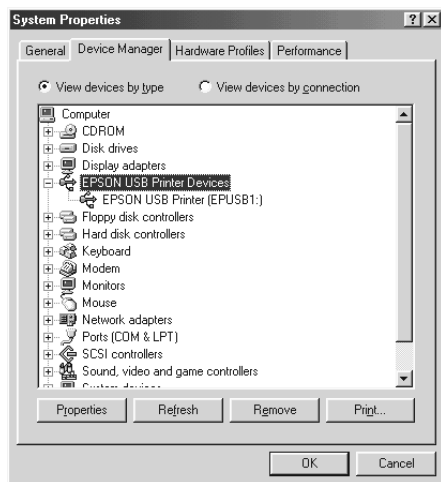 System Properties
General Device Manager Hardware Profiles Performance
View devices by type View devices by connection
Computer
CDROM
Disk drives
Display adapters
EPSON USB Printer Devices
EPSON USB Printer (EPUSB1:)
Floppy disk controllers
Hard disk controllers
Keyboard
Modem
Monitors
Mouse
Network adapters
Ports (COM & LPT)
SCSI controllers
Sound, video and game controllers
System devices
Properties Refresh Remove Print...
OK Cancel